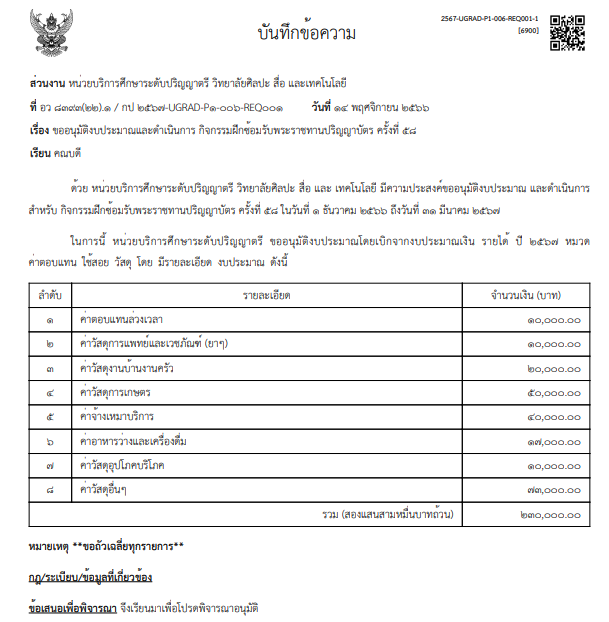 บันทึกข้อความ
2567-UGRAD-P1-006-REQ001-1
[6900]
ส่วนงาน หน่วยบริการศึกษาระดับปริญญาตรี วิทยาลัยศิลปะ สื่อ และเทคโนโลยี
ที่ อว ๘๓๙๓(๒๒).๑ / กป ๒๕๖๗-UGRAD-P๑-๐๐๖-REQ๐๐๑ วันที่ ๑๔ พฤศจิกายน ๒๕๖๖
เรื่อง ขออนุมัติงบประมาณและดำเนินการ กิจกรรมฝึกซ้อมรับพระราชทานปริญญาบัตร ครั้งที่ ๕๘
เรียน คณบดี
ด้วย หน่วยบริการศึกษาระดับปริญญาตรี วิทยาลัยศิลปะ สื่อ และ เทคโนโลยี มีความประสงค์ขออนุมัติงบประมาณ และดำเนินการ
สำหรับ กิจกรรมฝึกซ้อมรับพระราชทานปริญญาบัตร ครั้งที่ ๕๘ ในวันที่ ๑ ธันวาคม ๒๕๖๖ ถึงวันที่ ๓๑ มีนาคม ๒๕๖๗
ในการนี้ หน่วยบริการศึกษาระดับปริญญาตรี ขออนุมัติงบประมาณโดยเบิกจากงบประมาณเงิน รายได้ ปี ๒๕๖๗ หมวด
ค่าตอบแทน ใช้สอย วัสดุ โดย มีรายละเอียด งบประมาณ ดังนี้
ลำดับ รายละเอียด จำนวนเงิน (บาท)
๑ ค่าตอบแทนล่วงเวลา ๑๐,๐๐๐.๐๐
๒ ค่าวัสดุการแพทย์และเวชภัณฑ์ (ยาๆ) ๑๐,๐๐๐.๐๐
๓ ค่าวัสดุงานบ้านงานครัว ๒๐,๐๐๐.๐๐
๔ ค่าวัสดุการเกษตร ๕๐,๐๐๐.๐๐
๕ ค่าจ้างเหมาบริการ ๔๐,๐๐๐.๐๐
๖ ค่าอาหารว่างและเครื่องดื่ม ๑๗,๐๐๐.๐๐
๗ ค่าวัสดุอุปโภคบริโภค ๑๐,๐๐๐.๐๐
๘ ค่าวัสดุอื่นๆ ๗๓,๐๐๐.๐๐
รวม (สองแสนสามหมื่นบาทถ้วน) ๒๓๐,๐๐๐.๐๐
หมายเหตุ **ขอถัวเฉลี่ยทุกรายการ**
กฎ/ระเบียบ/ข้อมูลที่เกี่ยวข้อง
ข้อเสนอเพื่อพิจารณา จึงเรียนมาเพื่อโปรดพิจารณาอนุมัติ